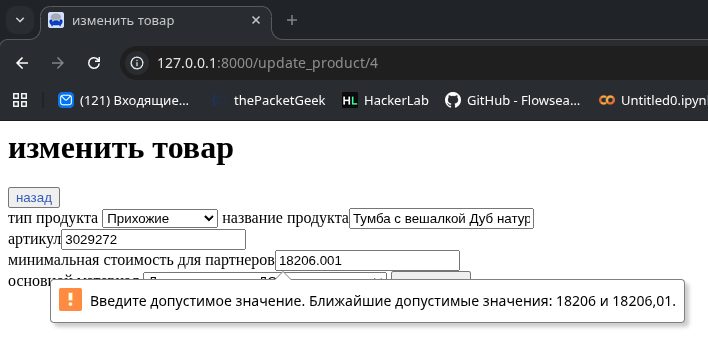 изменить товар
127.0.0.1:8000/update_product/4
(121) Входящие...
thePacketGeek
HL HackerLab
GitHub - Flowsea...
Untitled0.ipyn
изменить товар
назад
тип продукта Прихожие название продукта Тумба с вешалкой Дуб натур
артикул 3029272
минимальная стоимость для партнеров 18206.001
основной материал
! Введите допустимое значение. Ближайшие допустимые значения: 18206 и 18206,01.